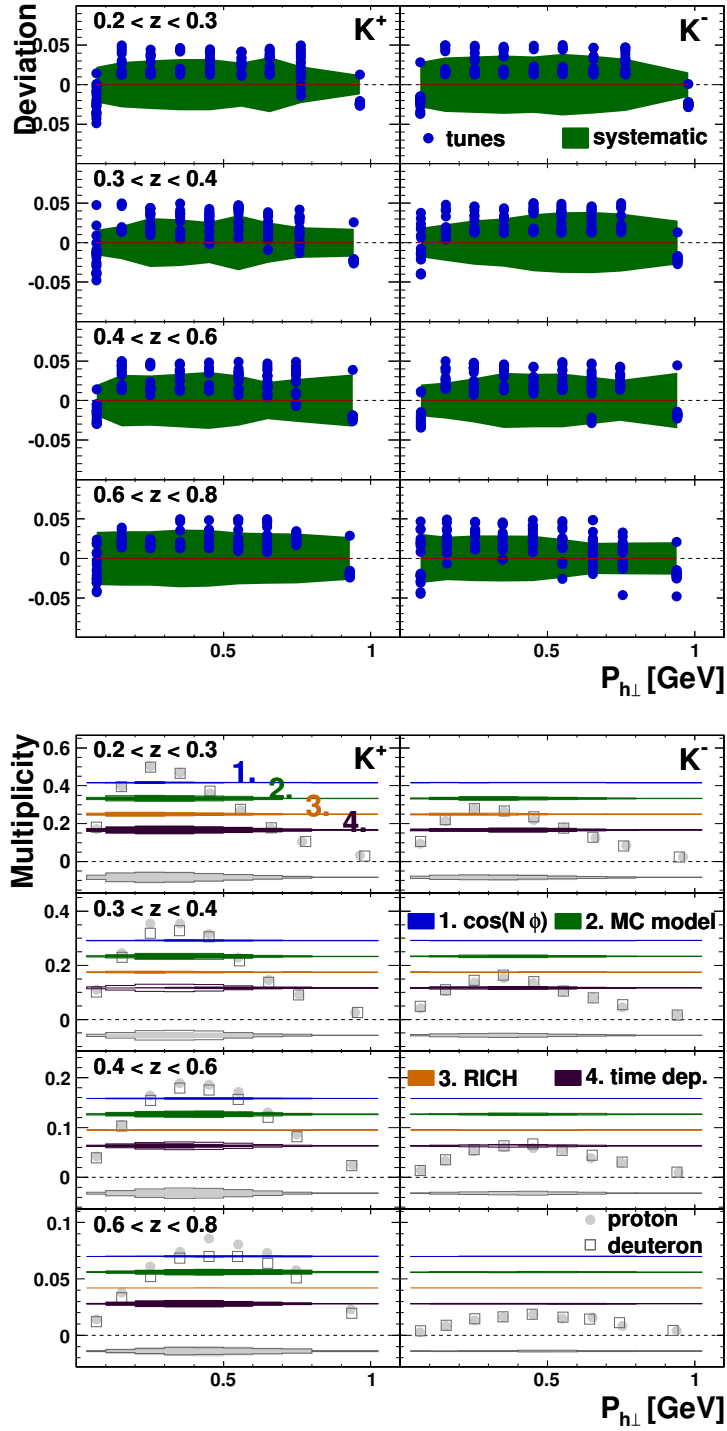 0.2 < z < 0.3
K+
K-
Deviation
0.05
0
0.05
tunes
systematic
0.3 < z < 0.4
0.05
0
-0.05
0.4 < z < 0.6
0.05
0
-0.05
0.6 < z < 0.8
0.05
0
-0.05
0.5
1
0.5
1
P_h⊥ [GeV]
Multiplicity
0.6
0.2 < z < 0.3
K+
K-
0.4
0.2
0
1.
2.
3.
4.
0.3 < z < 0.4
0.4
0.2
0
1. cos(N ϕ)
2. MC model
0.4 < z < 0.6
0.2
0.1
0
3. RICH
4. time dep.
0.6 < z < 0.8
0.1
0.05
0
proton
deuteron
0.5
1
0.5
1
P_h⊥ [GeV]